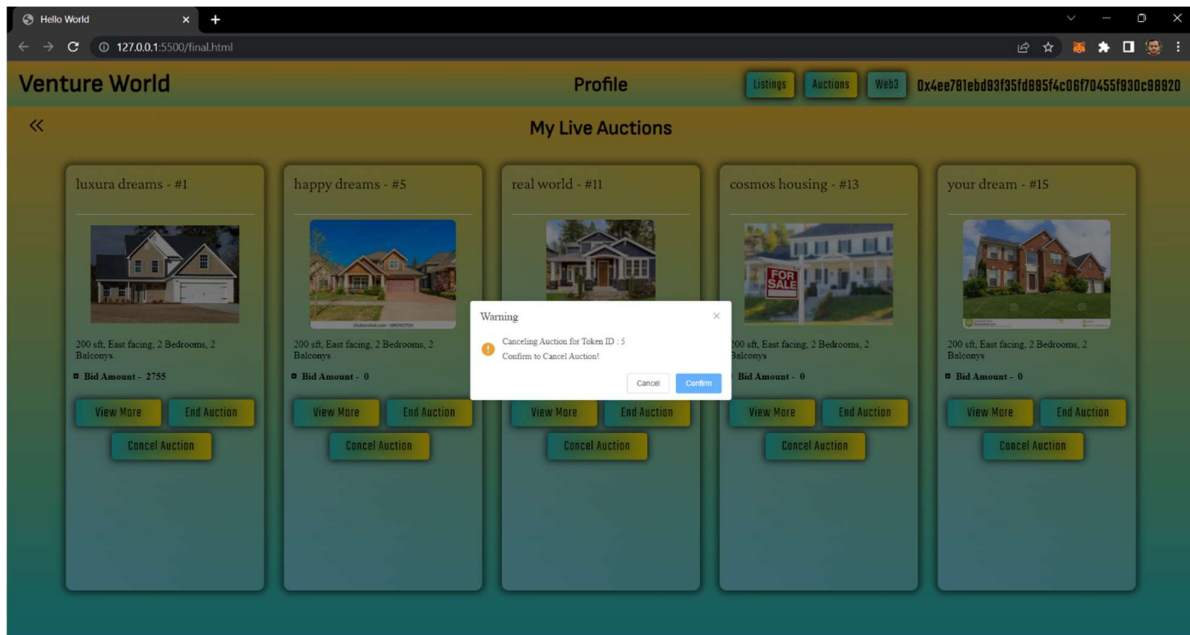 Hello World
127.0.0.1:5500/final.html
Venture World
Profile
Listings
Auctions
Web3
0x4ee781ebd93f35fd895f4c06f70455f930c98920
My Live Auctions
luxura dreams - #1
happy dreams - #5
real world - #11
cosmos housing - #13
your dream - #15
FOR
SALE
Warning
Canceling Auction for Token ID : 5
Confirm to Cancel Auction!
Cancel
Confirm
200 sft, East facing, 2 Bedrooms, 2
Balconys
200 sft, East facing, 2 Bedrooms, 2
Balconys
200 sft, East facing, 2 Bedrooms, 2
Balconys
200 sft, East facing, 2 Bedrooms, 2
Balconys
Bid Amount - 2755
Bid Amount - 0
Bid Amount - 0
Bid Amount - 0
View More
End Auction
View More
End Auction
View More
End Auction
View More
End Auction
View More
End Auction
Concel Auction
Concel Auction
Concel Auction
Concel Auction
Concel Auction